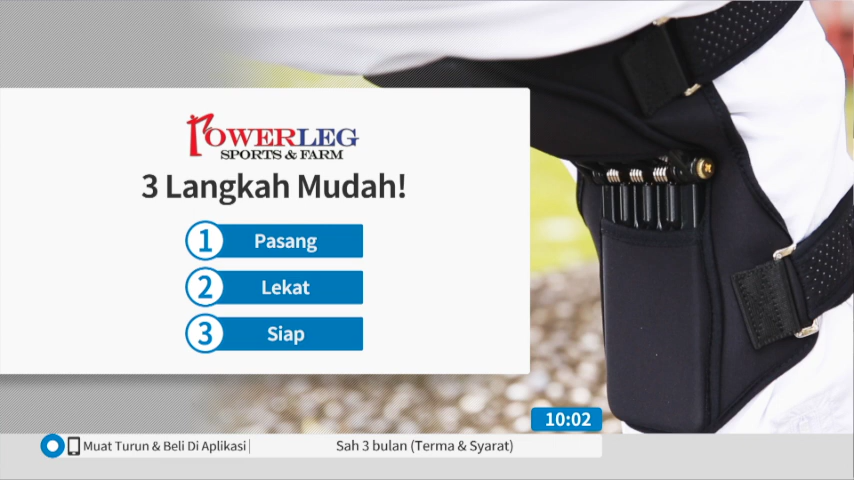 POWERLEG
SPORTS & FARM
3 Langkah Mudah!
1 Pasang
2 Lekat
3 Siap
10:02
Muat Turun & Beli Di Aplikasi
Sah 3 bulan (Terma & Syarat)